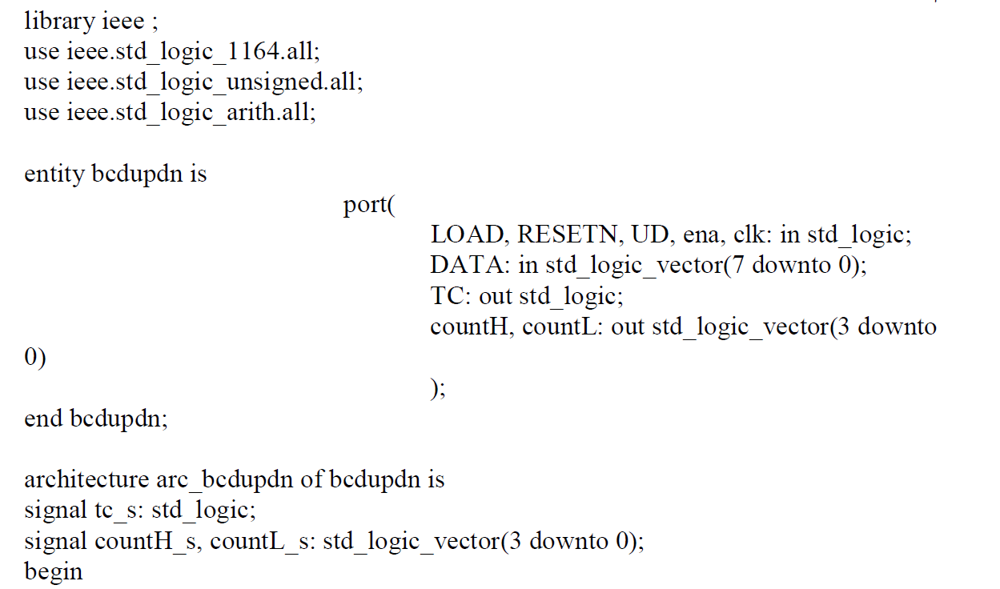 library ieee ;
use ieee.std_logic_1164.all;
use ieee.std_logic_unsigned.all;
use ieee.std_logic_arith.all;
entity bcdupdn is
port(
LOAD, RESETN, UD, ena, clk: in std_logic;
DATA: in std_logic_vector(7 downto 0);
TC: out std_logic;
countH, countL: out std_logic_vector(3 downto
0)
);
end bcdupdn;
architecture arc_bcdupdn of bcdupdn is
signal tc_s: std_logic;
signal countH_s, countL_s: std_logic_vector(3 downto 0);
begin